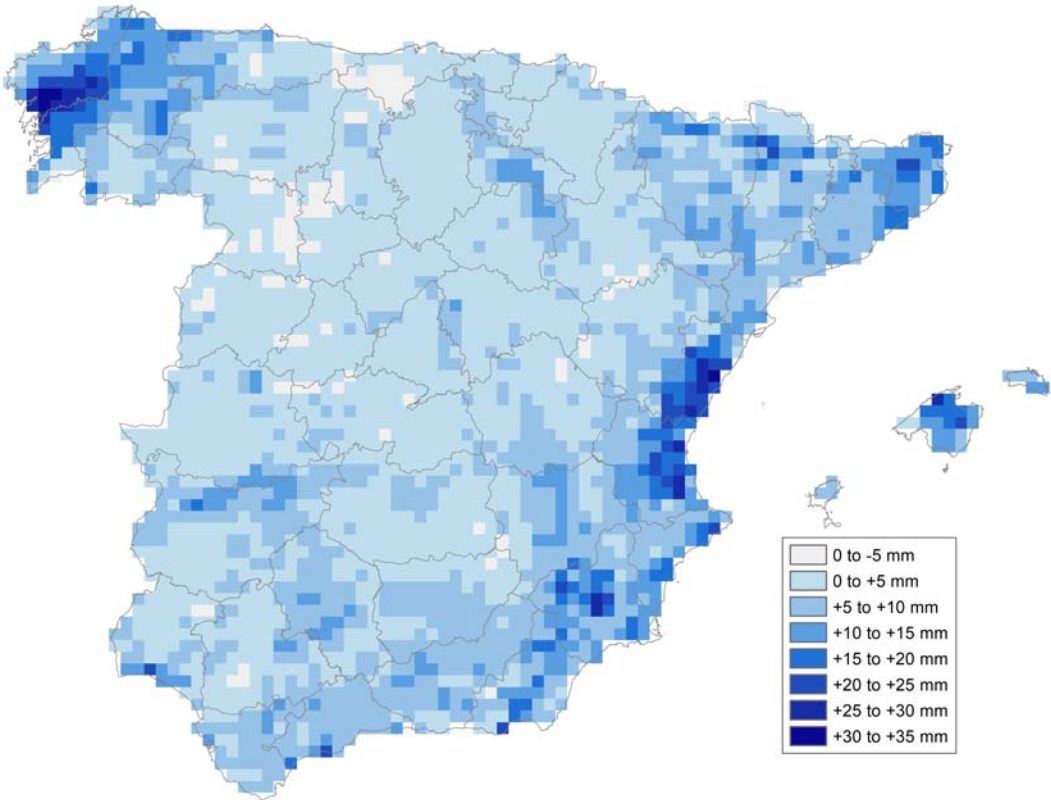 0 to -5 mm
0 to +5 mm
+5 to +10 mm
+10 to +15 mm
+15 to +20 mm
+20 to +25 mm
+25 to +30 mm
+30 to +35 mm